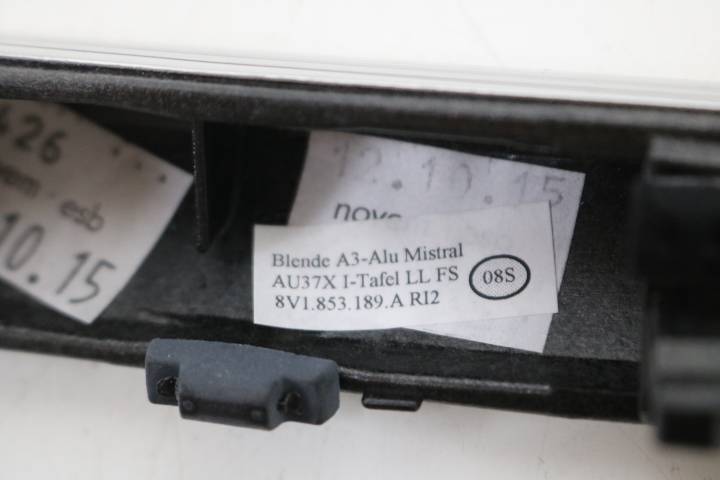 426
esb
10.15
12.10.15
Blende A3-Alu Mistral
AU37X I-Tafel LL FS
8V1.853.189.A RI2
08S